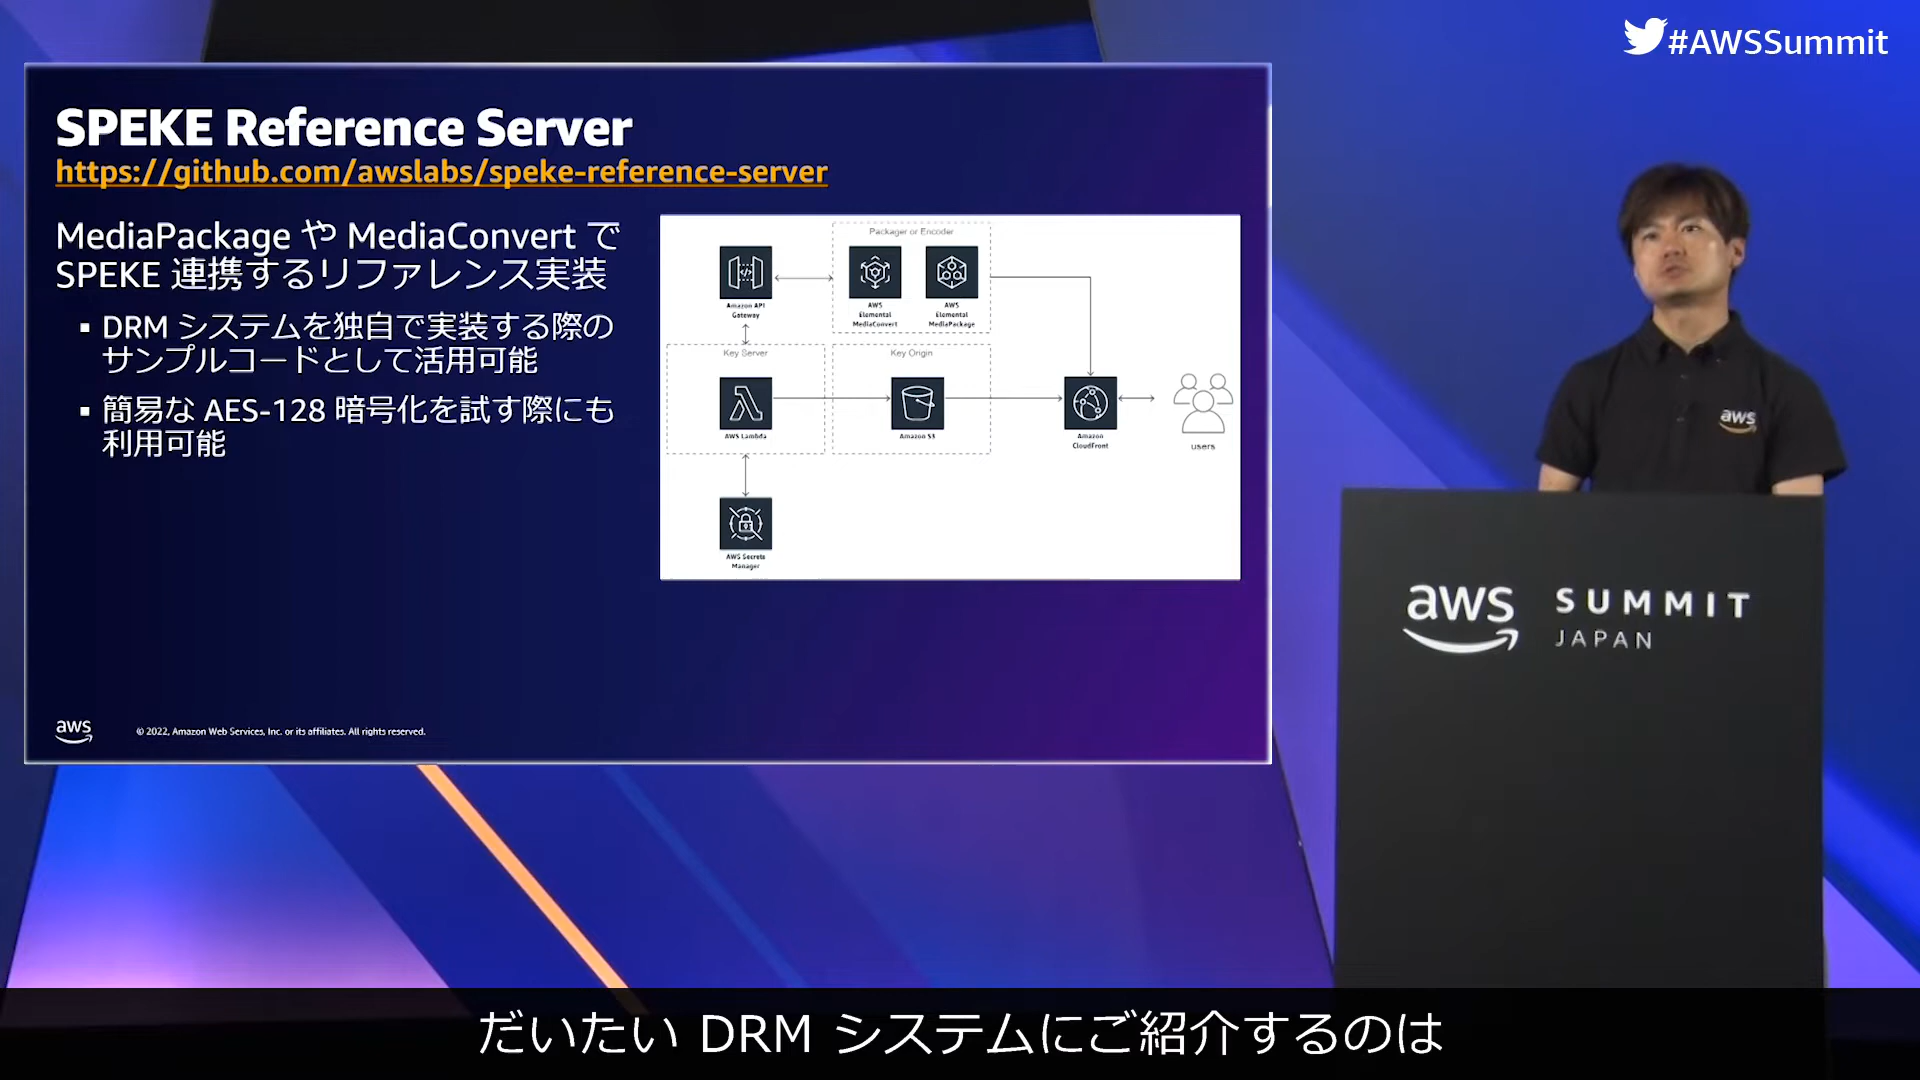 #AWSSummit
SPEKE Reference Server
https://github.com/awslabs/speke-reference-server
MediaPackage や MediaConvert で
SPEKE 連携するリファレンス実装
▪ DRM システムを独自で実装する際の
サンプルコードとして活用可能
▪ 簡易な AES-128 暗号化を試す際にも
利用可能
Packager or Encoder
Amazon API
Gateway
AWS
Elemental
MediaConvert
AWS
Elemental
MediaPackage
Key Server
Key Origin
AWS Lambda
Amazon S3
Amazon
CloudFront
users
AWS Secrets
Manager
aws
© 2022, Amazon Web Services, Inc. or its affiliates. All rights reserved.
aws
aws SUMMIT
JAPAN
だいたい DRM システムにご紹介するのは